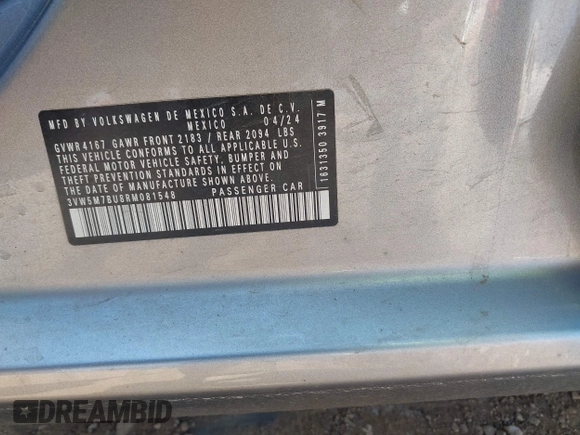 MFD BY VOLKSWAGEN DE MEXICO S.A. DE C.V.
MEXICO 04/24
GVWR4167 GAWR FRONT 2183 / REAR 2094 LBS
THIS VEHICLE CONFORMS TO ALL APPLICABLE U.S.
FEDERAL MOTOR VEHICLE SAFETY, BUMPER AND
THEFT PREVENTION STANDARDS IN EFFECT ON
THE DATE OF MANUFACTURE SHOWN ABOVE.
3VW5M7BU8RM081548 PASSENGER CAR
1631350 3917 M
DREAMBID